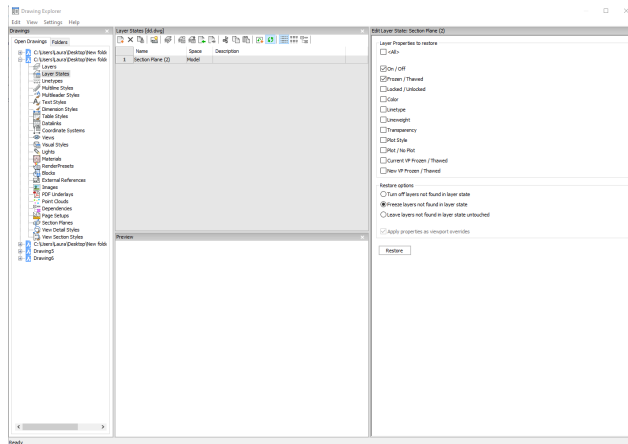 Drawing Explorer
Edit View Settings Help
Drawings
Open Drawings Folders
C:\Users\Laura\Desktop\New folde
C:\Users\Laura\Desktop\New folde
Layers
Layer States
Linetypes
Multiline Styles
Multileader Styles
Text Styles
Dimension Styles
Table Styles
Datalinks
Coordinate Systems
Views
Visual Styles
Lights
Materials
RenderPresets
Blocks
External References
Images
PDF Underlays
Point Clouds
Dependences
Page Setups
Section Planes
View Detail Styles
View Section Styles
C:\Users\Laura\Desktop\New folde
Drawing5
Drawing6
Layer States [dd.dwg]
Name Space Description
1 Section Plane (2) Model
Preview
Edit Layer State: Section Plane (2)
Layer Properties to restore
<All>
On / Off
Frozen / Thawed
Locked / Unlocked
Color
Linetype
Lineweight
Transparency
Plot Style
Plot / No Plot
Current VP Frozen / Thawed
New VP Frozen / Thawed
Restore options
Turn off layers not found in layer state
Freeze layers not found in layer state
Leave layers not found in layer state untouched
Apply properties as viewport overrides
Restore
Ready